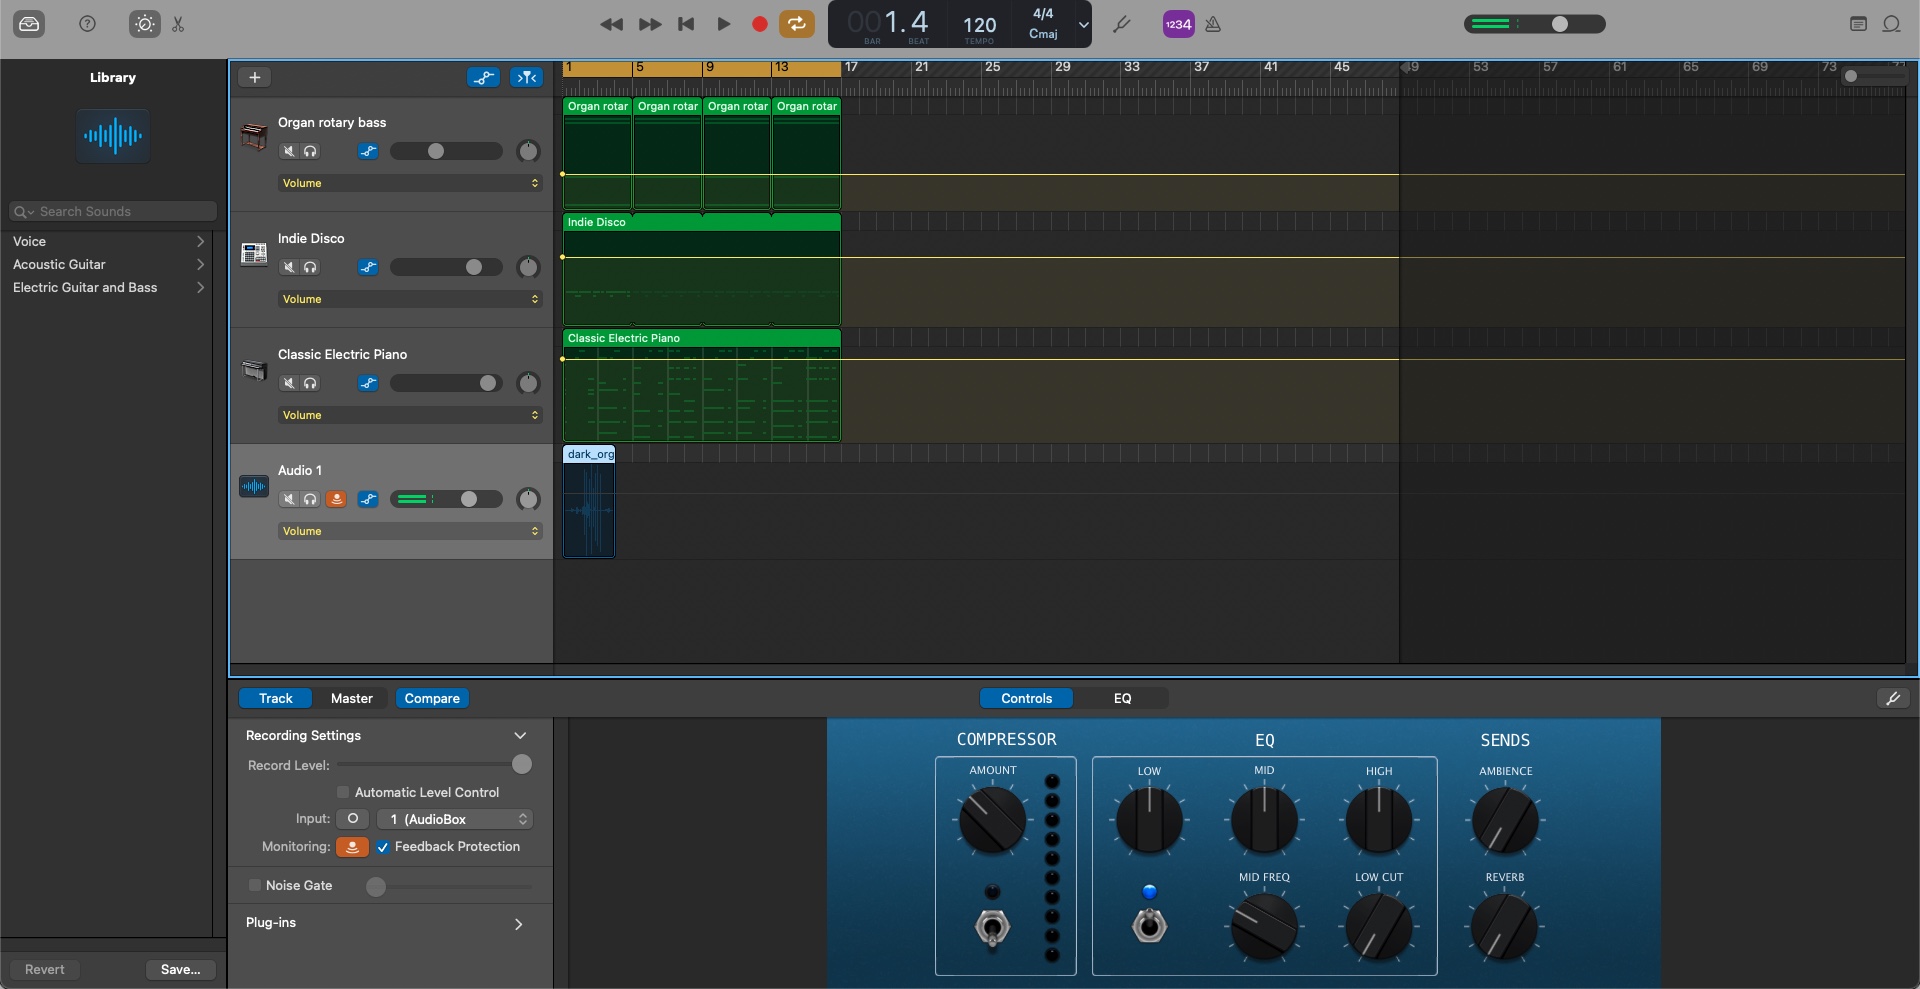 001.4
BAR
BEAT
120
TEMPO
4/4
Cmaj
1234
Library
Search Sounds
Voice
Acoustic Guitar
Electric Guitar and Bass
Revert
Save...
1 5 9 13 17 21 25 29 33 37 41 45 49 53 57 61 65 69 73
Organ rotary bass
Volume
Organ rotar
Organ rotar
Organ rotar
Organ rotar
Indie Disco
Volume
Indie Disco
Classic Electric Piano
Volume
Classic Electric Piano
Audio 1
Volume
dark_org
Track
Master
Compare
Controls
EQ
Recording Settings
Record Level:
Automatic Level Control
Input:
1 (AudioBox
Monitoring:
Feedback Protection
Noise Gate
Plug-ins
COMPRESSOR
AMOUNT
EQ
LOW
MID
HIGH
MID FREQ
LOW CUT
SENDS
AMBIENCE
REVERB